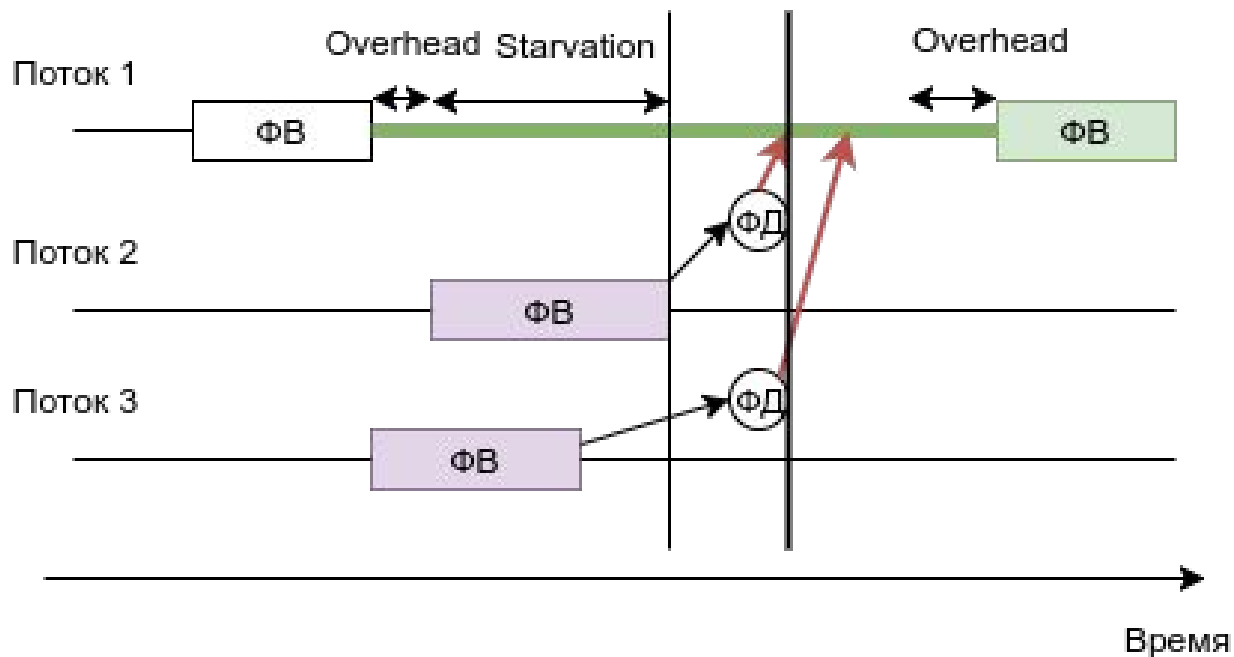 Overhead Starvation
Overhead
Поток 1
ФВ
ФВ
ФД
Поток 2
ФВ
Поток 3
ФД
ФВ
Время